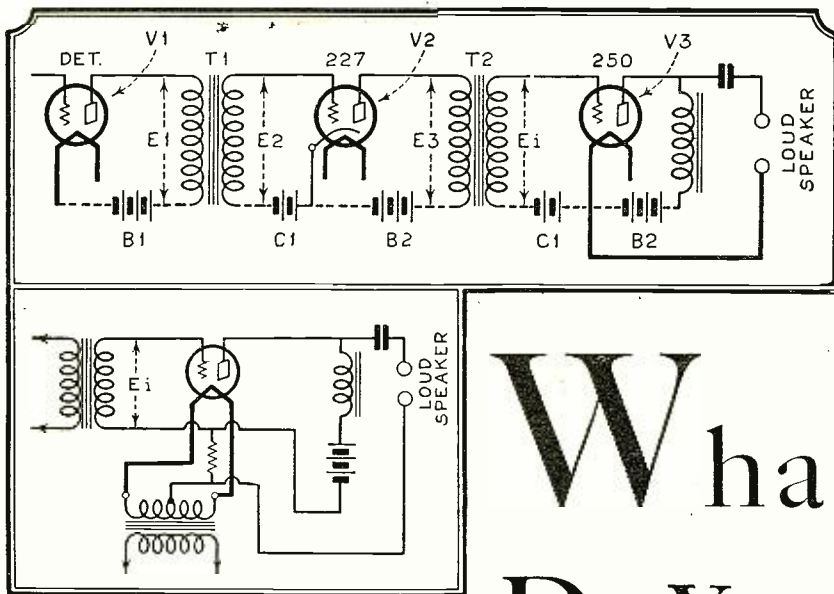 DET.
V1
T1
227
V2
T2
250
V3
E1
E2
E3
Ei
LOUD
SPEAKER
B1
C1
B2
C1
B2
Ei
LOUD
SPEAKER
Wha